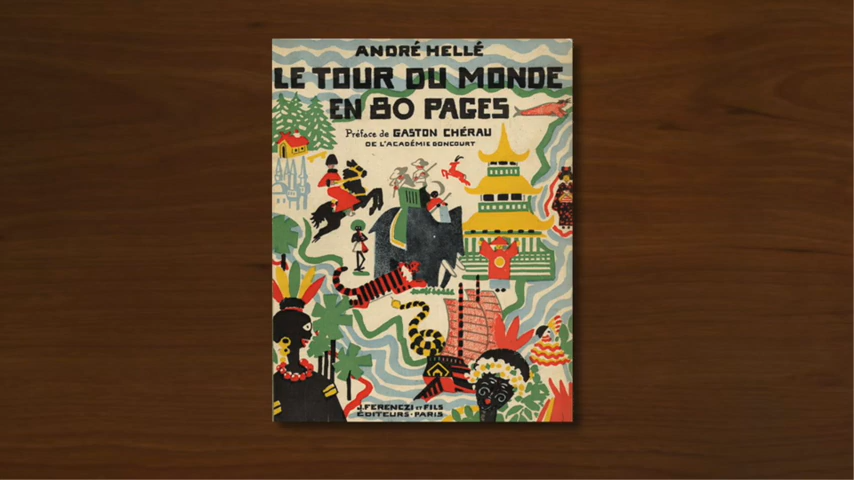 ANDRÉ HELLÉ
LE TOUR DU MONDE
EN 80 PAGES
Préface de GASTON CHÉRAU
DE L'ACADÉMIE GONCOURT
J. FERENCZI ET FILS
ÉDITEURS - PARIS